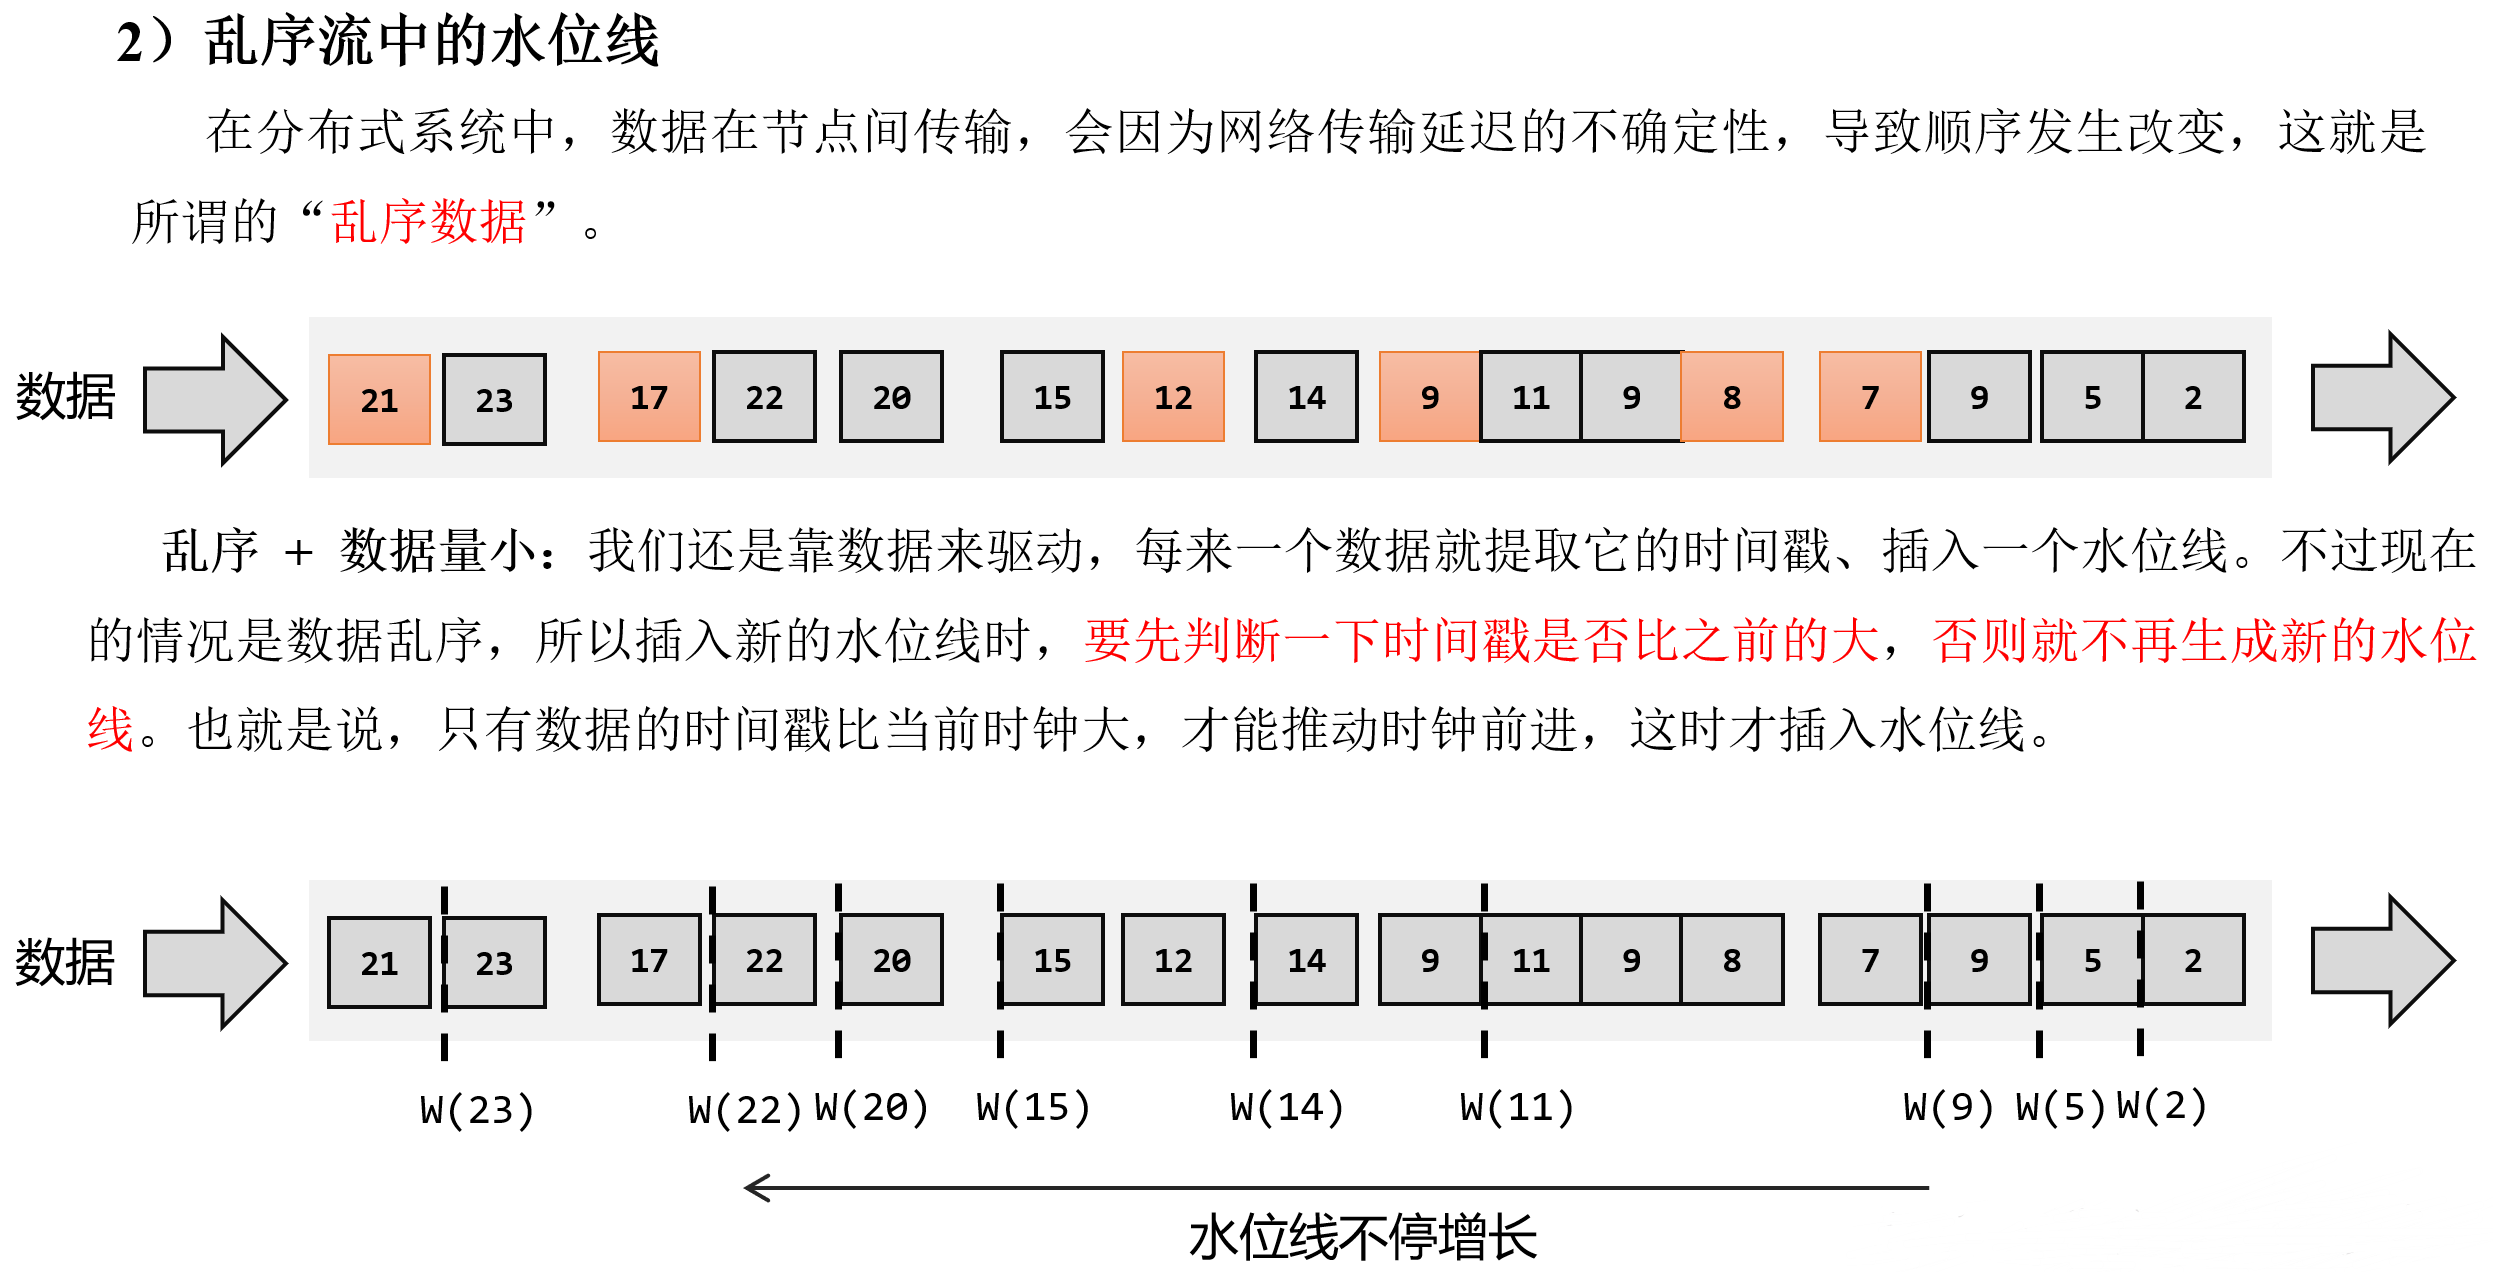 2）乱序流中的水位线
在分布式系统中，数据在节点间传输，会因为网络传输延迟的不确定性，导致顺序发生改变，这就是
所谓的“乱序数据”。
数据 21 23 17 22 20 15 12 14 9 11 9 8 7 9 5 2
乱序 + 数据量小：我们还是靠数据来驱动，每来一个数据就提取它的时间戳、插入一个水位线。不过现在
的情况是数据乱序，所以插入新的水位线时，要先判断一下时间戳是否比之前的大，否则就不再生成新的水位
线。也就是说，只有数据的时间戳比当前时钟大，才能推动时钟前进，这时才插入水位线。
数据 21 23 17 22 20 15 12 14 9 11 9 8 7 9 5 2
W(23) W(22) W(20) W(15) W(14) W(11) W(9) W(5) W(2)
水位线不停增长